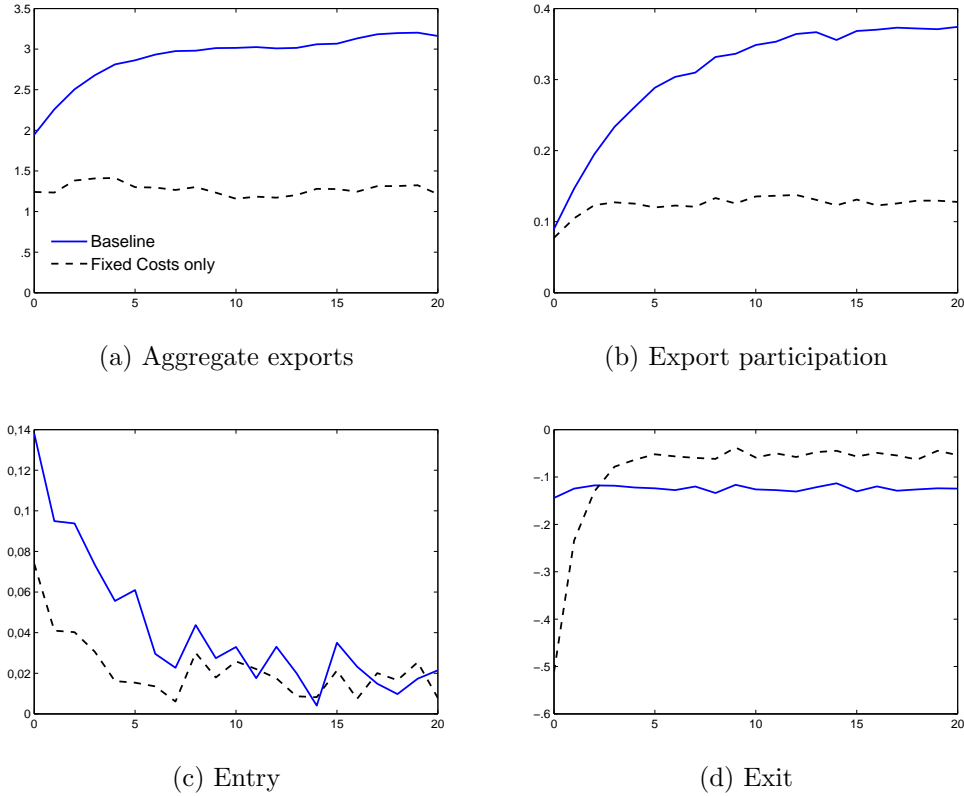 3.5
3
2.5
2
1.5
1
.5
0
0 5 10 15 20
Baseline
Fixed Costs only
(a) Aggregate exports
0.4
0.3
0.2
0.1
0
0 5 10 15 20
(b) Export participation
0,14
0,12
0,1
0,08
0,06
0,04
0,02
0
0 5 10 15 20
(c) Entry
0
−.1
−.2
−.3
−.4
−.5
−.6
0 5 10 15 20
(d) Exit